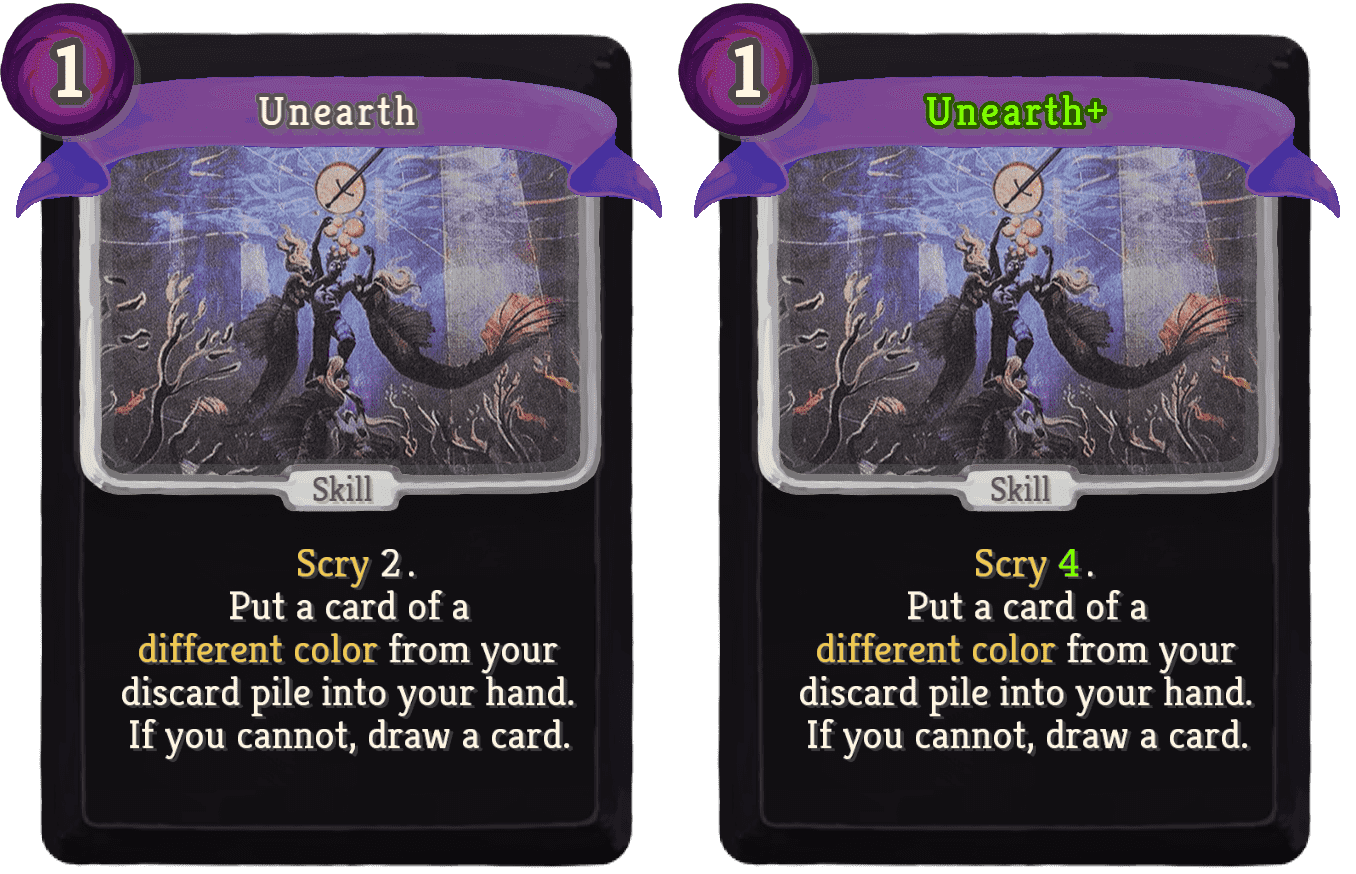 1
Unearth
Skill
Scry 2.
Put a card of a
different color from your
discard pile into your hand.
If you cannot, draw a card.
1
Unearth+
Skill
Scry 4.
Put a card of a
different color from your
discard pile into your hand.
If you cannot, draw a card.